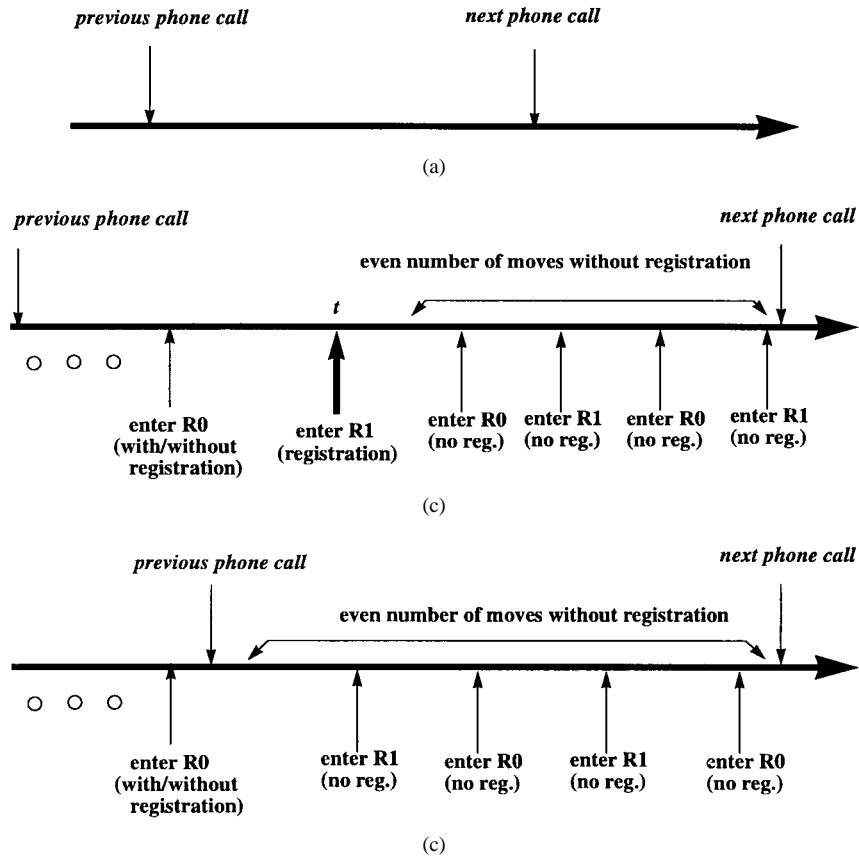 previous phone call
next phone call
(a)
previous phone call
next phone call
even number of moves without registration
t
enter R0
(with/without
registration)
enter R1
(registration)
enter R0
(no reg.)
enter R1
(no reg.)
enter R0
(no reg.)
enter R1
(no reg.)
(c)
previous phone call
next phone call
even number of moves without registration
enter R0
(with/without
registration)
enter R1
(no reg.)
enter R0
(no reg.)
enter R1
(no reg.)
enter R0
(no reg.)
(c)